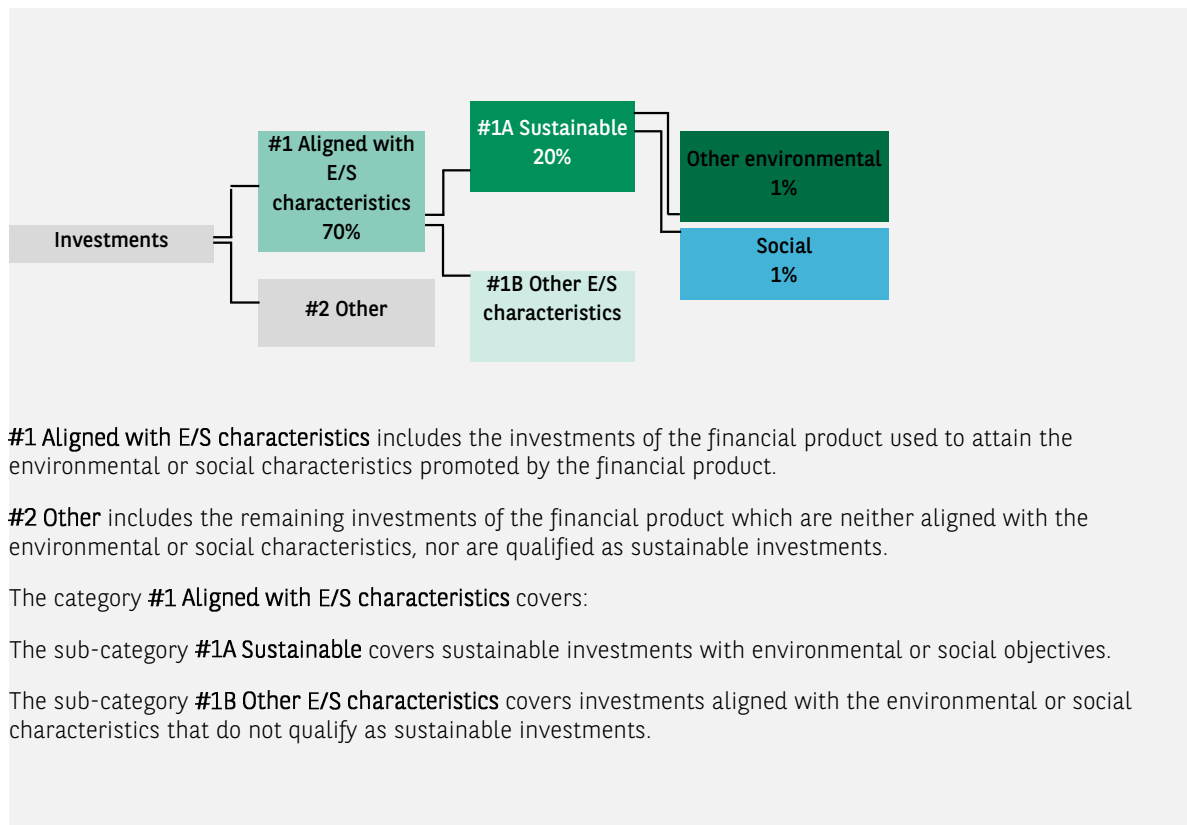 #1A Sustainable
20%
#1 Aligned with
E/S
characteristics
70%
Other environmental
1%
Investments
Social
1%
#1B Other E/S
characteristics
#2 Other
#1 Aligned with E/S characteristics includes the investments of the financial product used to attain the
environmental or social characteristics promoted by the financial product.
#2 Other includes the remaining investments of the financial product which are neither aligned with the
environmental or social characteristics, nor are qualified as sustainable investments.
The category #1 Aligned with E/S characteristics covers:
The sub-category #1A Sustainable covers sustainable investments with environmental or social objectives.
The sub-category #1B Other E/S characteristics covers investments aligned with the environmental or social
characteristics that do not qualify as sustainable investments.